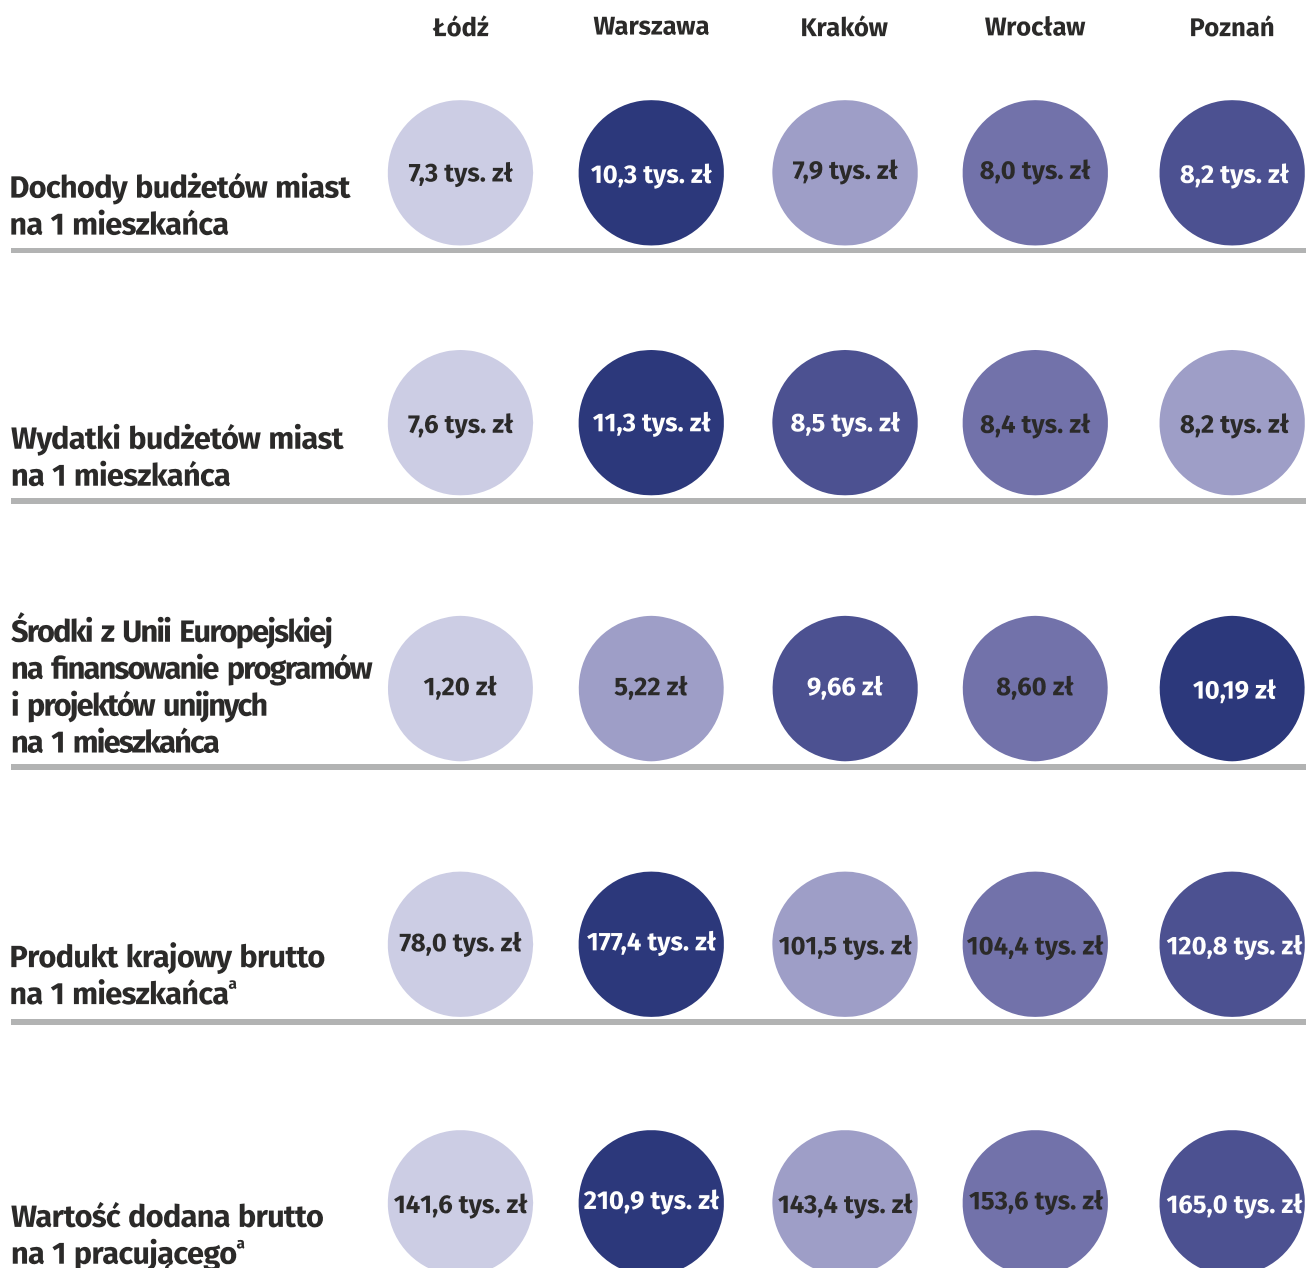 Łódź Warszawa Kraków Wrocław Poznań
7,3 tys. zł 10,3 tys. zł 7,9 tys. zł 8,0 tys. zł 8,2 tys. zł
Dochody budżetów miast
na 1 mieszkańca
7,6 tys. zł 11,3 tys. zł 8,5 tys. zł 8,4 tys. zł 8,2 tys. zł
Wydatki budżetów miast
na 1 mieszkańca
Środki z Unii Europejskiej
na finansowanie programów
i projektów unijnych
na 1 mieszkańca
1,20 zł 5,22 zł 9,66 zł 8,60 zł 10,19 zł
78,0 tys. zł 177,4 tys. zł 101,5 tys. zł 104,4 tys. zł 120,8 tys. zł
Produkt krajowy brutto
na 1 mieszkańcaᵃ
141,6 tys. zł 210,9 tys. zł 143,4 tys. zł 153,6 tys. zł 165,0 tys. zł
Wartość dodana brutto
na 1 pracującegoᵃ